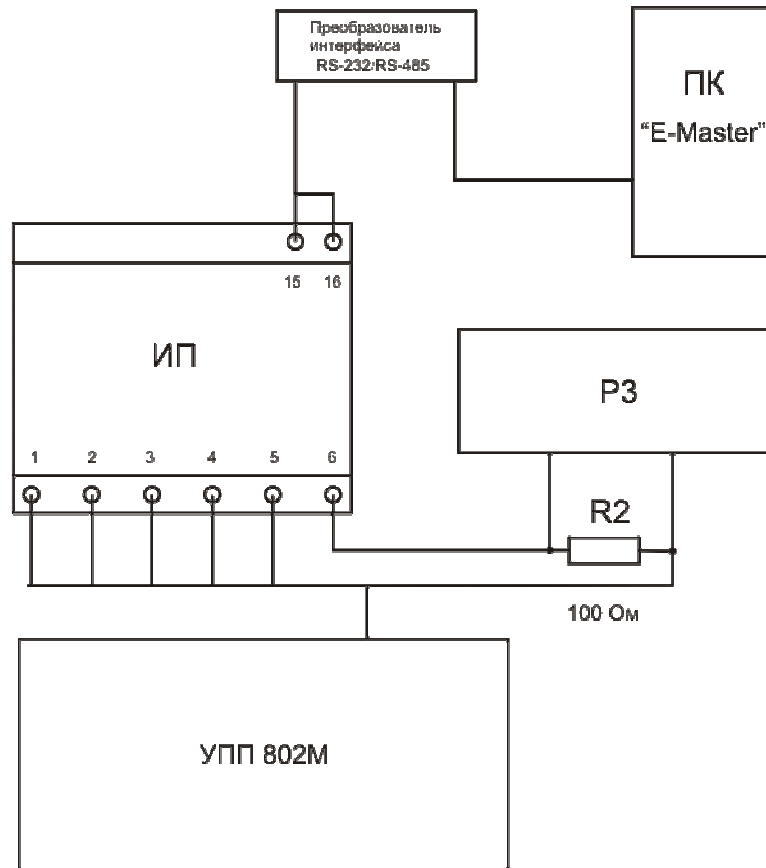 Преобразователь
интерфейса
RS-232/RS-485
ПК
“E-Master”
15 16
ИП
Р3
1 2 3 4 5 6
R2
100 Ом
УПП 802М